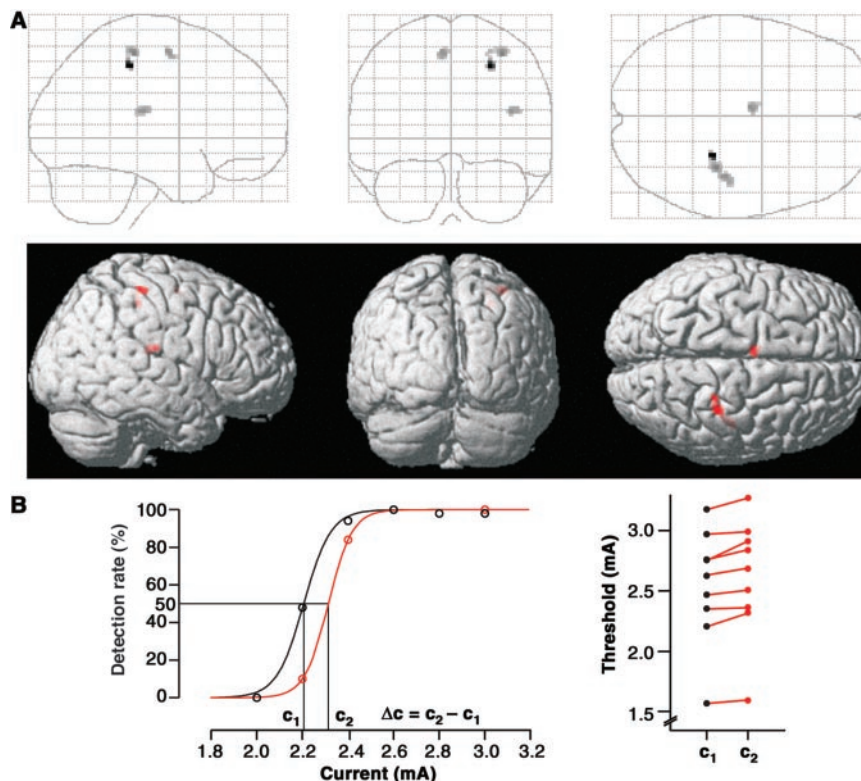 A
B
Detection rate (%)
100
80
60
50
40
20
0
c1
c2
Δc = c2 – c1
1.8 2.0 2.2 2.4 2.6 2.8 3.0 3.2
Current (mA)
Threshold (mA)
3.0
2.5
2.0
1.5
c1 c2